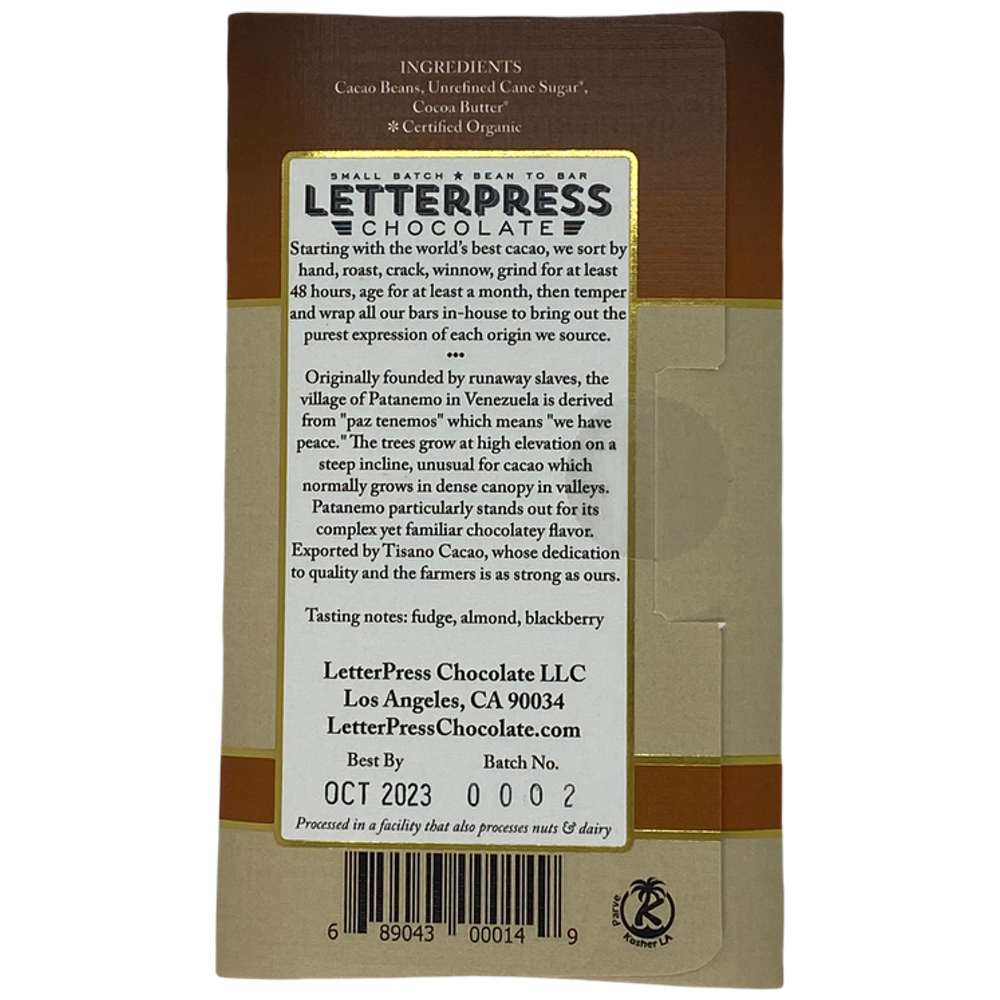 INGREDIENTS
Cacao Beans, Unrefined Cane Sugar*,
Cocoa Butter*
* Certified Organic
SMALL BATCH ★ BEAN TO BAR
LETTERPRESS
CHOCOLATE
Starting with the world's best cacao, we sort by
hand, roast, crack, winnow, grind for at least
48 hours, age for at least a month, then temper
and wrap all our bars in-house to bring out the
purest expression of each origin we source.
•••
Originally founded by runaway slaves, the
village of Patanemo in Venezuela is derived
from "paz tenemos" which means "we have
peace." The trees grow at high elevation on a
steep incline, unusual for cacao which
normally grows in dense canopy in valleys.
Patanemo particularly stands out for its
complex yet familiar chocolatey flavor.
Exported by Tisano Cacao, whose dedication
to quality and the farmers is as strong as ours.
Tasting notes: fudge, almond, blackberry
LetterPress Chocolate LLC
Los Angeles, CA 90034
LetterPressChocolate.com
Best By Batch No.
OCT 2023 0 0 0 2
Processed in a facility that also processes nuts & dairy
6 89043 00014 9
Parve
K
Kosher LA